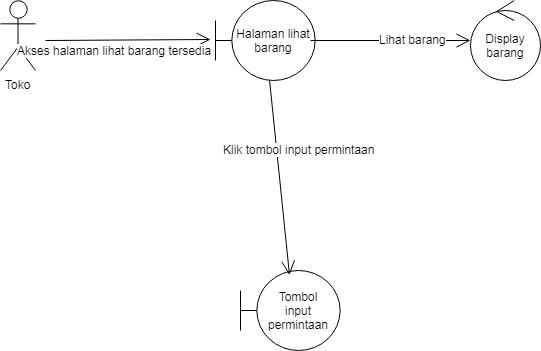 Halaman lihat
barang
Akses halaman lihat barang tersedia
Lihat barang
Display
barang
Toko
Klik tombol input permintaan
Tombol
input
permintaan